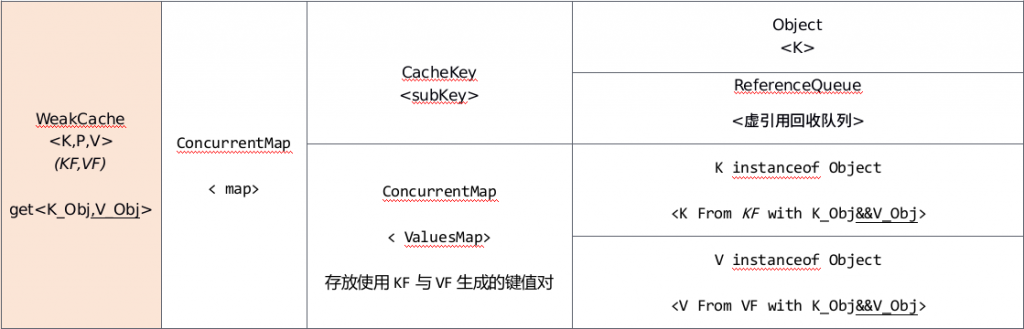 WeakCache
<K,P,V>
(KF,VF)
get<K_Obj,V_Obj>
ConcurrentMap
< map>
CacheKey
<subKey>
Object
<K>
ReferenceQueue
<虚引用回收队列>
ConcurrentMap
< ValuesMap>
存放使用 KF 与 VF 生成的键值对
K instanceof Object
<K From KF with K_Obj&&V_Obj>
V instanceof Object
<V From VF with K_Obj&&V_Obj>